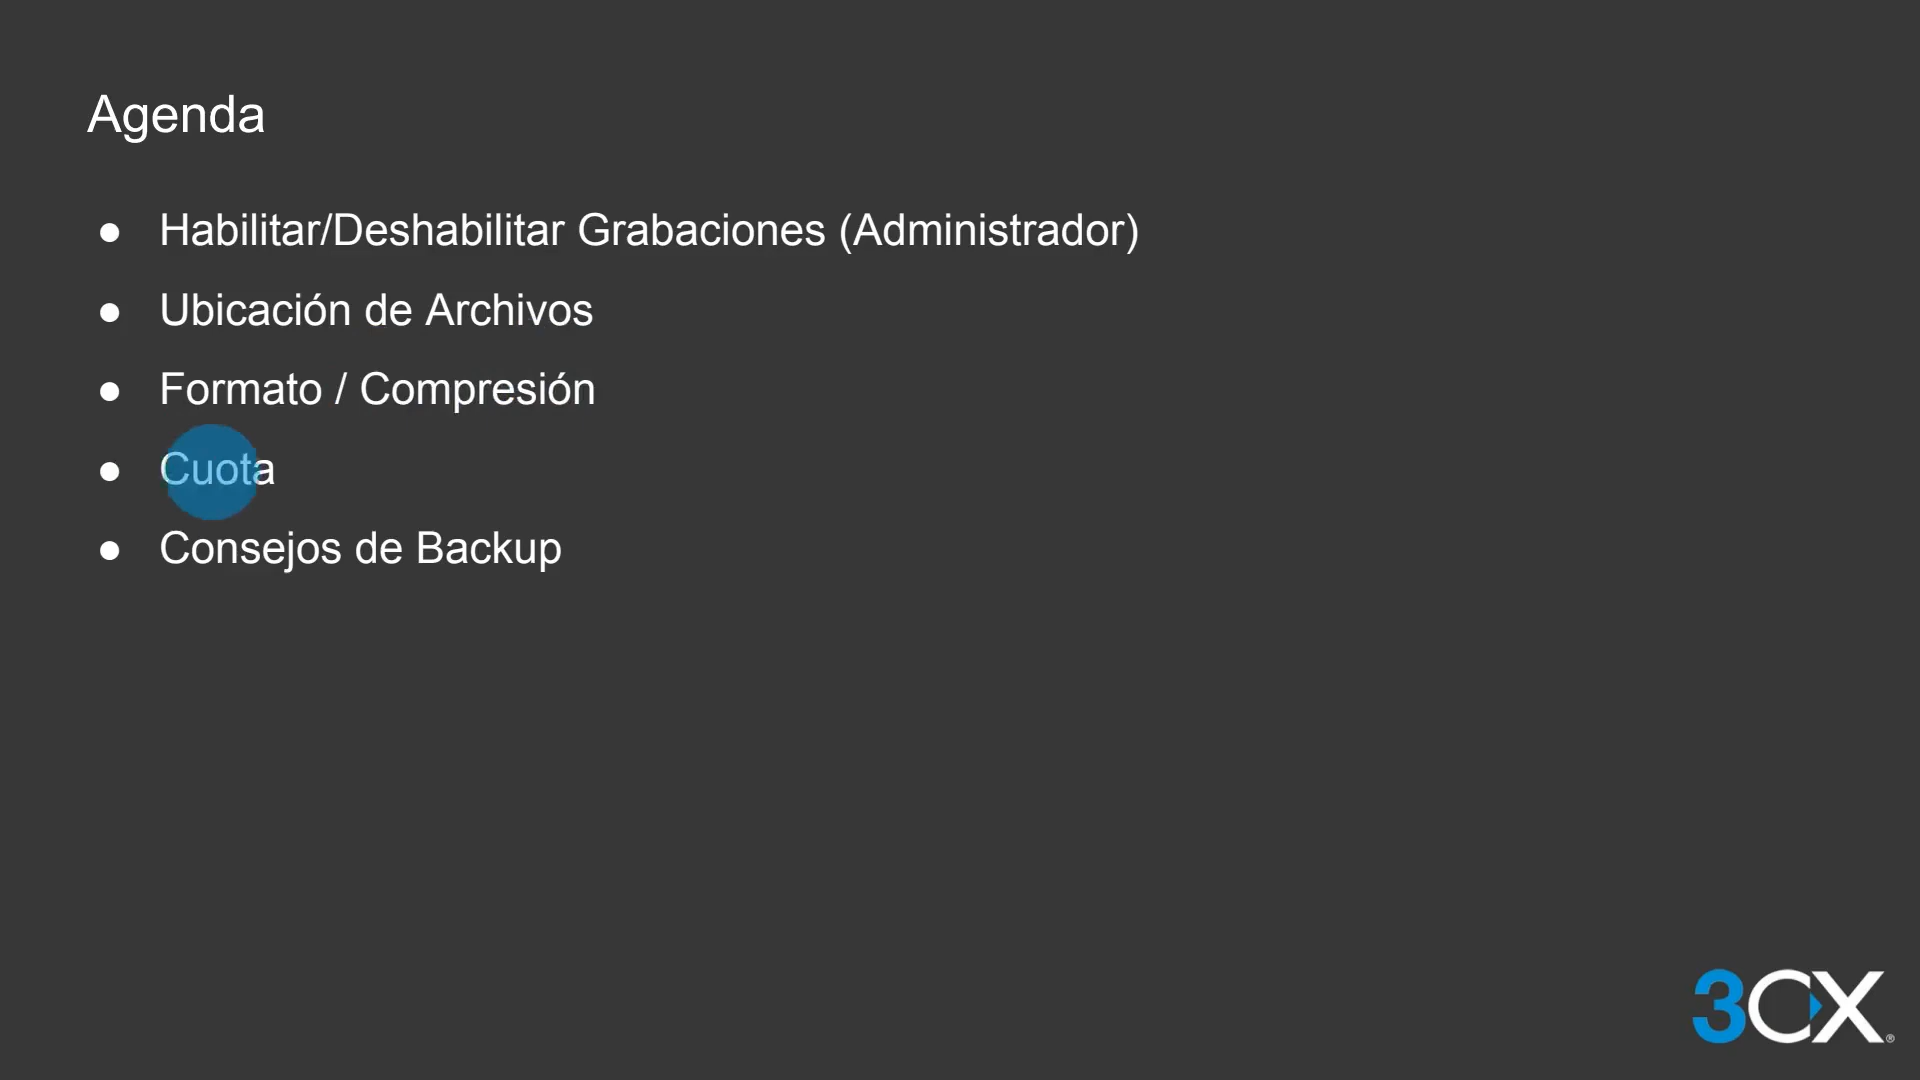 Agenda
● Habilitar/Deshabilitar Grabaciones (Administrador)
● Ubicación de Archivos
● Formato / Compresión
● Cuota
● Consejos de Backup
3CX®